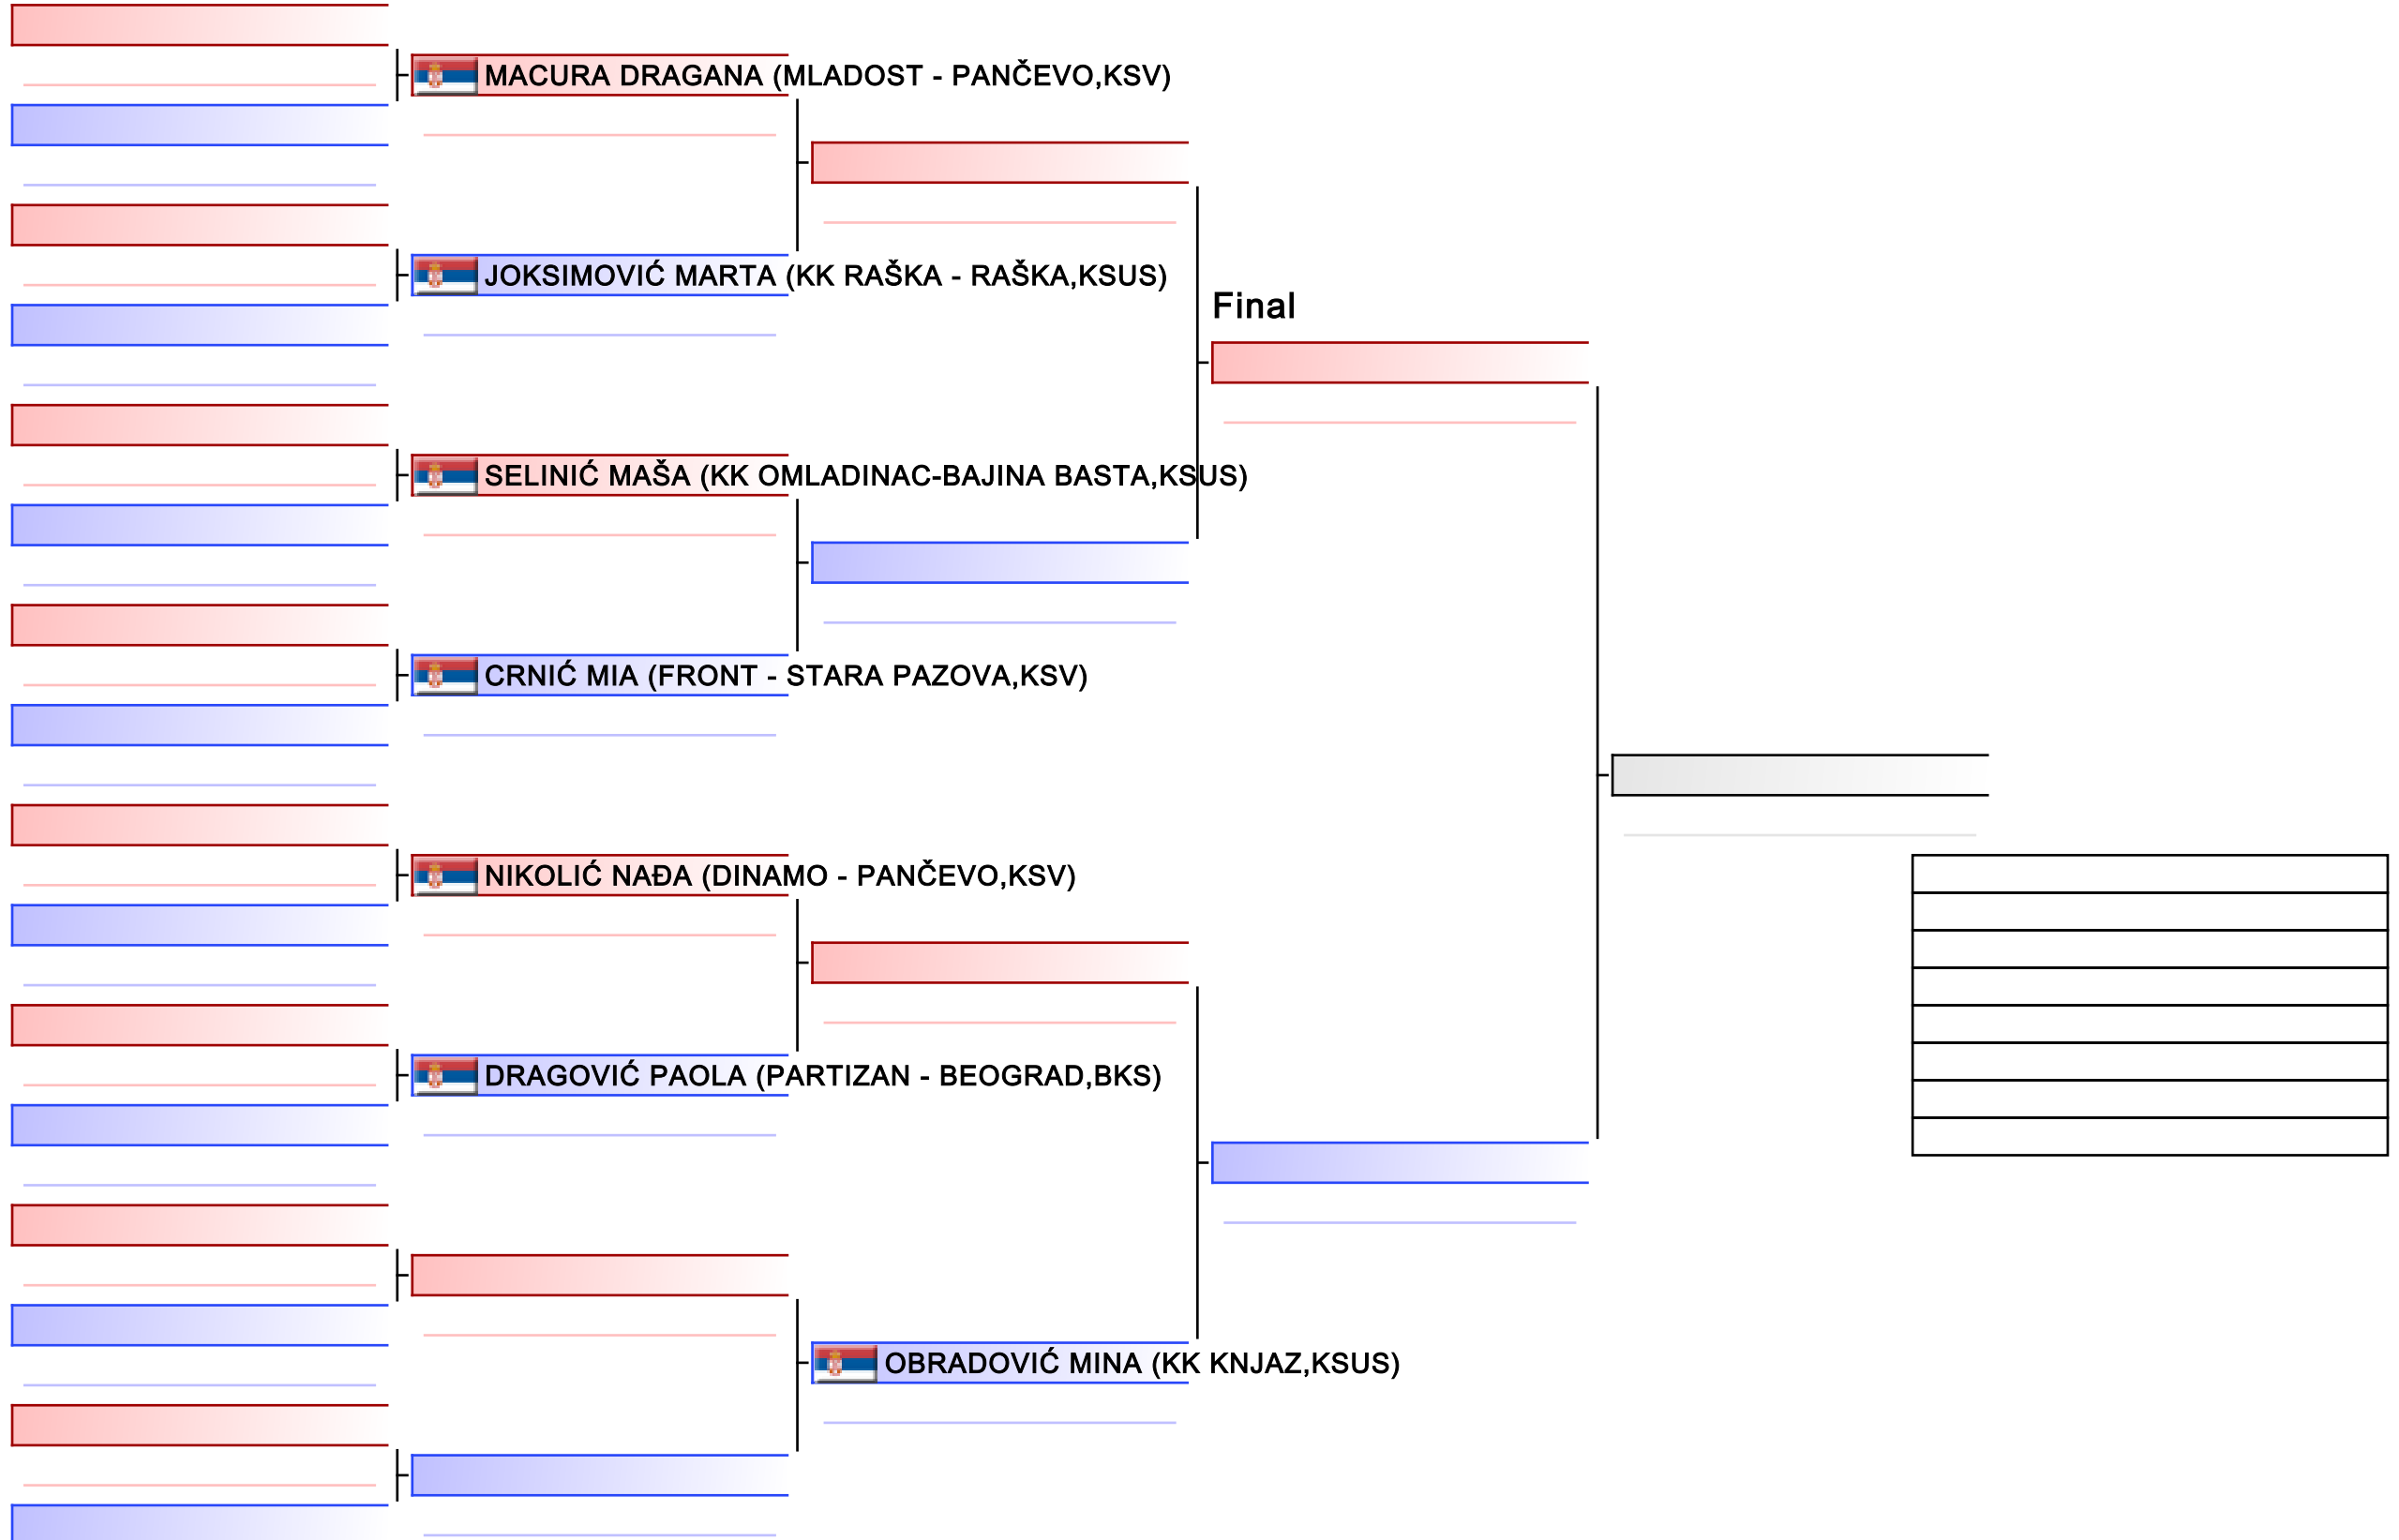 MACURA DRAGANA (MLADOST - PANČEVO,KSV)
JOKSIMOVIĆ MARTA (KK RAŠKA - RAŠKA,KSUS)
Final
SELINIĆ MAŠA (KK OMLADINAC-BAJINA BASTA,KSUS)
CRNIĆ MIA (FRONT - STARA PAZOVA,KSV)
NIKOLIĆ NAĐA (DINAMO - PANČEVO,KSV)
DRAGOVIĆ PAOLA (PARTIZAN - BEOGRAD,BKS)
OBRADOVIĆ MINA (KK KNJAZ,KSUS)